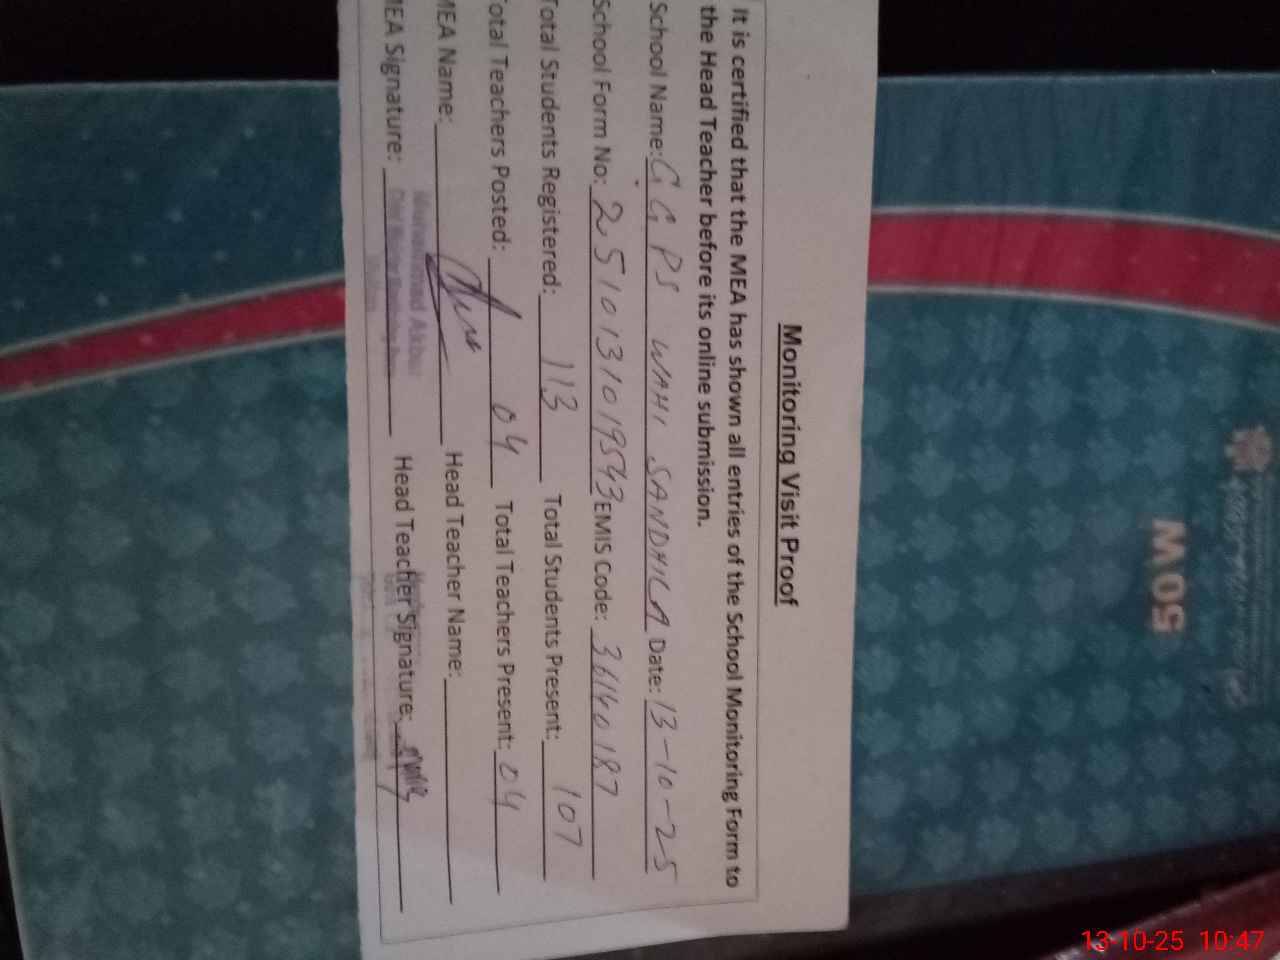 Monitoring Visit Proof
It is certified that the MEA has shown all entries of the School Monitoring Form to
the Head Teacher before its online submission.
School Name: G G PS WAHI SANDHILA Date: 13-10-25
School Form No: 2510131019543 EMIS Code: 36140187
Total Students Registered: 113 Total Students Present: 107
Total Teachers Posted: 04 Total Teachers Present: 04
MEA Name: Head Teacher Name:
MEA Signature: Head Teacher Signature:
Muhammad Akbar
50W
13-10-25 10:47